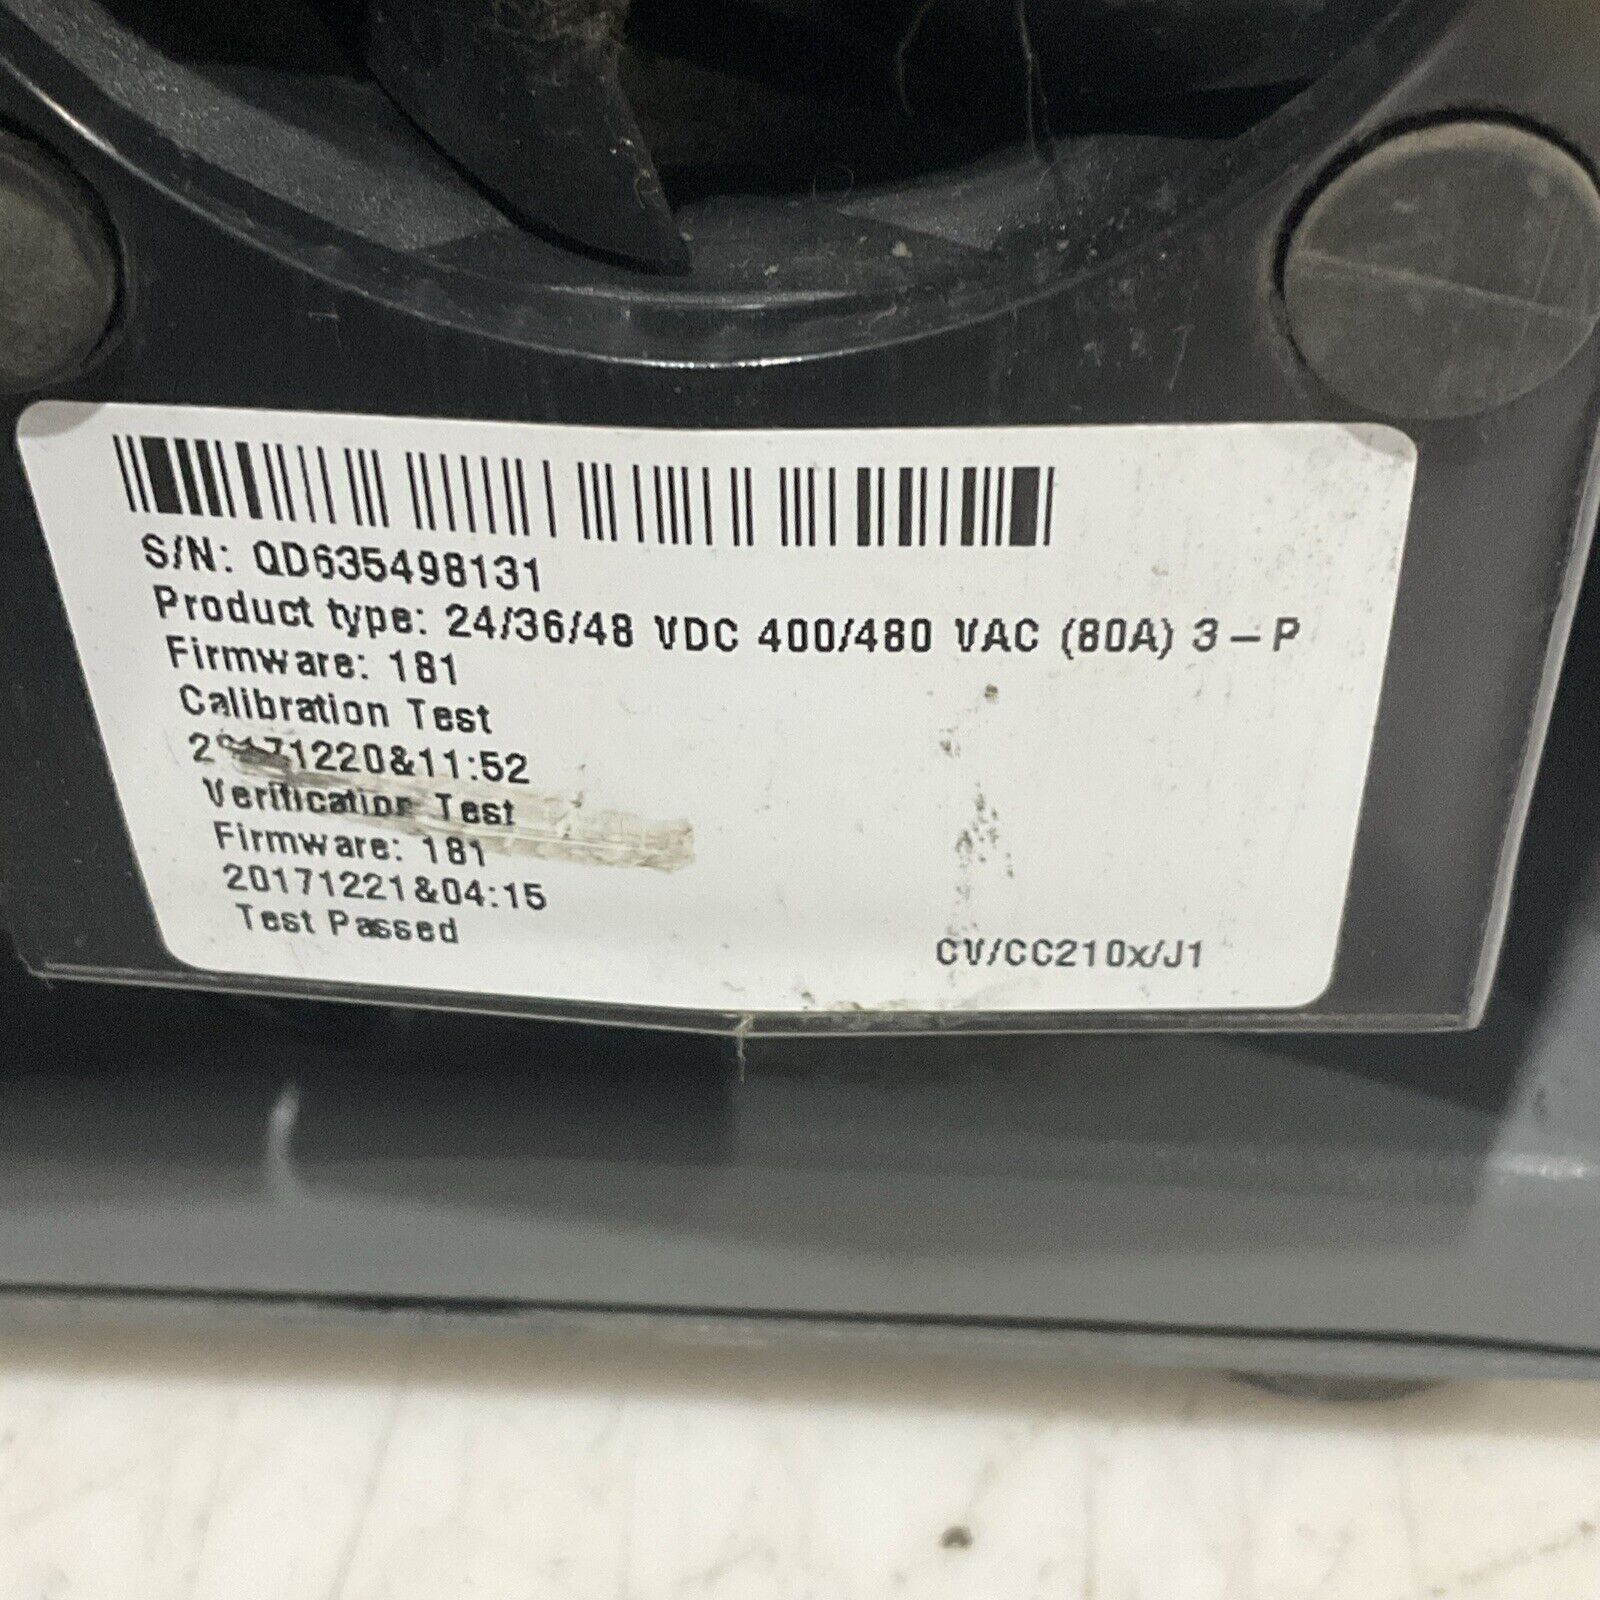 S/N: QD635498131
Product type: 24/36/48 VDC 400/480 VAC (80A) 3-P
Firmware: 181
Calibration Test
20171220&11:52
Verification Test
Firmware: 181
20171221&04:15
Test Passed
CV/CC210x/J1